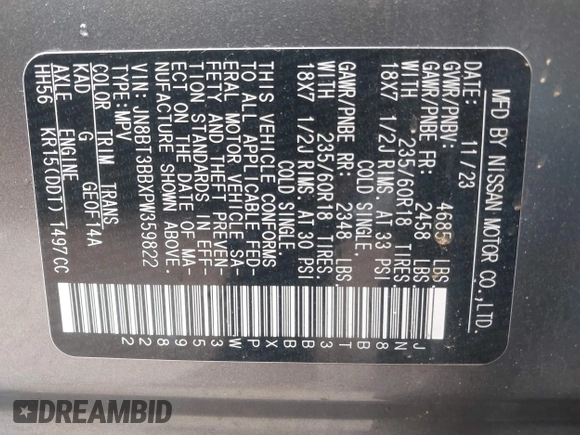 MFD BY NISSAN MOTOR CO.,LTD.
DATE: 11/23
GVWR/PNBV: 4685 LBS
GAWR/PNBE FR: 2458 LBS
WITH 235/60R18 TIRES,
18X7 1/2J RIMS, AT 33 PSI
COLD SINGLE,
GAWR/PNBE RR: 2348 LBS
WITH 235/60R18 TIRES,
18X7 1/2J RIMS, AT 30 PSI
COLD SINGLE
THIS VEHICLE CONFORMS
TO ALL APPLICABLE FED-
ERAL MOTOR VEHICLE SA-
FETY AND THEFT PREVEN-
TION STANDARDS IN EFF-
ECT ON THE DATE OF MA-
NUFACTURE SHOWN ABOVE.
VIN: JN8BT3BBXPW359822
TYPE:MPV
COLOR TRIM TRANS
KAD G GE0F14A
AXLE ENGINE
HH56 KR15(DDT) 1497CC
JN8BT3BBXPW359822
DREAMBID